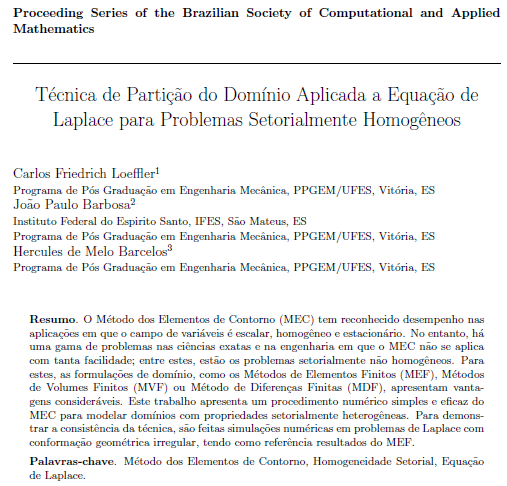 Proceeding Series of the Brazilian Society of Computational and Applied
Mathematics
Técnica de Partição do Domínio Aplicada a Equação de
Laplace para Problemas Setorialmente Homogêneos
Carlos Friedrich Loeffler¹
Programa de Pós Graduação em Engenharia Mecânica, PPGEM/UFES, Vitória, ES
João Paulo Barbosa²
Instituto Federal do Espirito Santo, IFES, São Mateus, ES
Programa de Pós Graduação em Engenharia Mecânica, PPGEM/UFES, Vitória, ES
Hercules de Melo Barcelos³
Programa de Pós Graduação em Engenharia Mecânica, PPGEM/UFES, Vitória, ES
Resumo. O Método dos Elementos de Contorno (MEC) tem reconhecido desempenho nas
aplicações em que o campo de variáveis é escalar, homogêneo e estacionário. No entanto, há
uma gama de problemas nas ciências exatas e na engenharia em que o MEC não se aplica
com tanta facilidade; entre estes, estão os problemas setorialmente não homogêneos. Para
estes, as formulações de domínio, como os Métodos de Elementos Finitos (MEF), Métodos
de Volumes Finitos (MVF) ou Método de Diferenças Finitas (MDF), apresentam vanta-
gens consideráveis. Este trabalho apresenta um procedimento numérico simples e eficaz do
MEC para modelar domínios com propriedades setorialmente heterogêneas. Para demons-
trar a consistência da técnica, são feitas simulações numéricas em problemas de Laplace com
conformação geométrica irregular, tendo como referência resultados do MEF.
Palavras-chave. Método dos Elementos de Contorno, Homogeneidade Setorial, Equação
de Laplace.